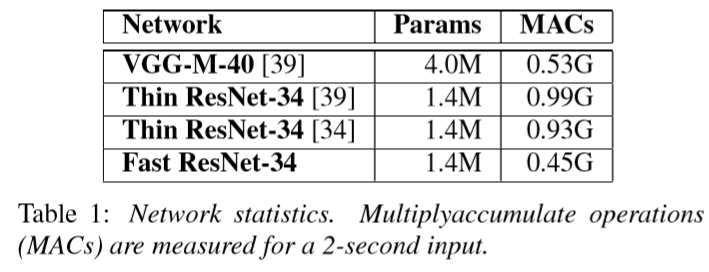 Network Params MACs
VGG-M-40 [39] 4.0M 0.53G
Thin ResNet-34 [39] 1.4M 0.99G
Thin ResNet-34 [34] 1.4M 0.93G
Fast ResNet-34 1.4M 0.45G
Table 1: Network statistics. Multiplyaccumulate operations
(MACs) are measured for a 2-second input.